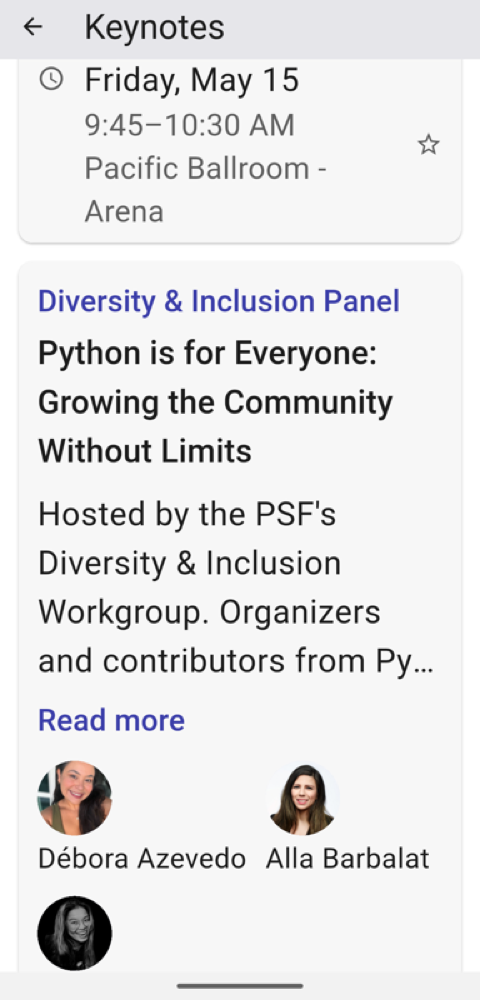 Keynotes
Friday, May 15
9:45–10:30 AM
Pacific Ballroom -
Arena
Diversity & Inclusion Panel
Python is for Everyone:
Growing the Community
Without Limits
Hosted by the PSF's
Diversity & Inclusion
Workgroup. Organizers
and contributors from Py…
Read more
Débora Azevedo
Alla Barbalat